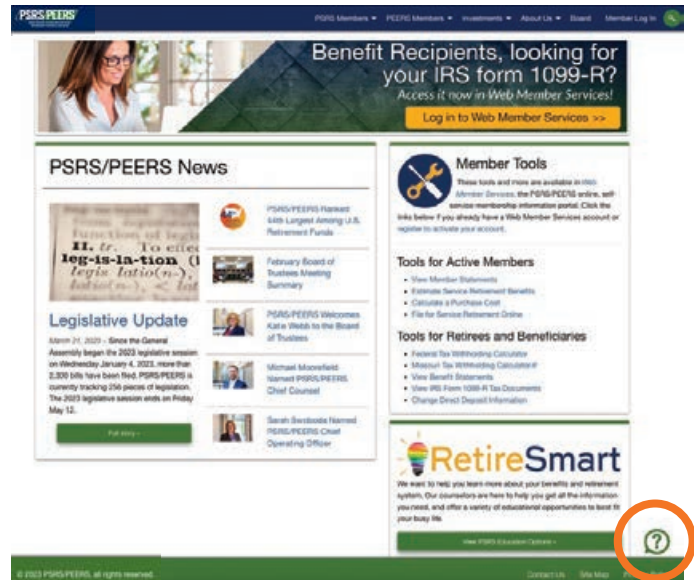 PSRS/PEERS
PSRS Members PEERS Members Investments About Us Board Member Log In
Benefit Recipients, looking for
your IRS form 1099-R?
Access it now in Web Member Services!
Log in to Web Member Services >>
PSRS/PEERS News
function of legis
II. tr. To effec
leg·is·la·tion (l
legis latio(n-),
latio(n-), < lat
Legislative Update
March 21, 2023 - Since the General
Assembly began the 2023 legislative session
on Wednesday January 4, 2023, more than
2,300 bills have been filed. PSRS/PEERS is
currently tracking 256 pieces of legislation.
The 2023 legislative session ends on Friday
May 12.
Full story »
PSRS/PEERS Ranked
44th Largest Among U.S.
Retirement Funds
February Board of
Trustees Meeting
Summary
PSRS/PEERS Welcomes
Katie Webb to the Board
of Trustees
Michael Moorefield
Named PSRS/PEERS
Chief Counsel
Sarah Swoboda Named
PSRS/PEERS Chief
Operating Officer
Member Tools
These tools and more are available in Web
Member Services, the PSRS/PEERS online, self-
service membership information portal. Click the
links below if you already have a Web Member Services account or
register to activate your account.
Tools for Active Members
• View Member Statements
• Estimate Service Retirement Benefits
• Calculate a Purchase Cost
• File for Service Retirement Online
Tools for Retirees and Beneficiaries
• Federal Tax Withholding Calculator
• Missouri Tax Withholding Calculator
• View Benefit Statements
• View IRS Form 1099-R Tax Documents
• Change Direct Deposit Information
RetireSmart
We want to help you learn more about your benefits and retirement
system. Our counselors are here to help you get all the information
you need, and offer a variety of educational opportunities to best fit
your busy life.
View PSRS Education Options »
?
© 2023 PSRS/PEERS, all rights reserved.
Contact Us Site Map